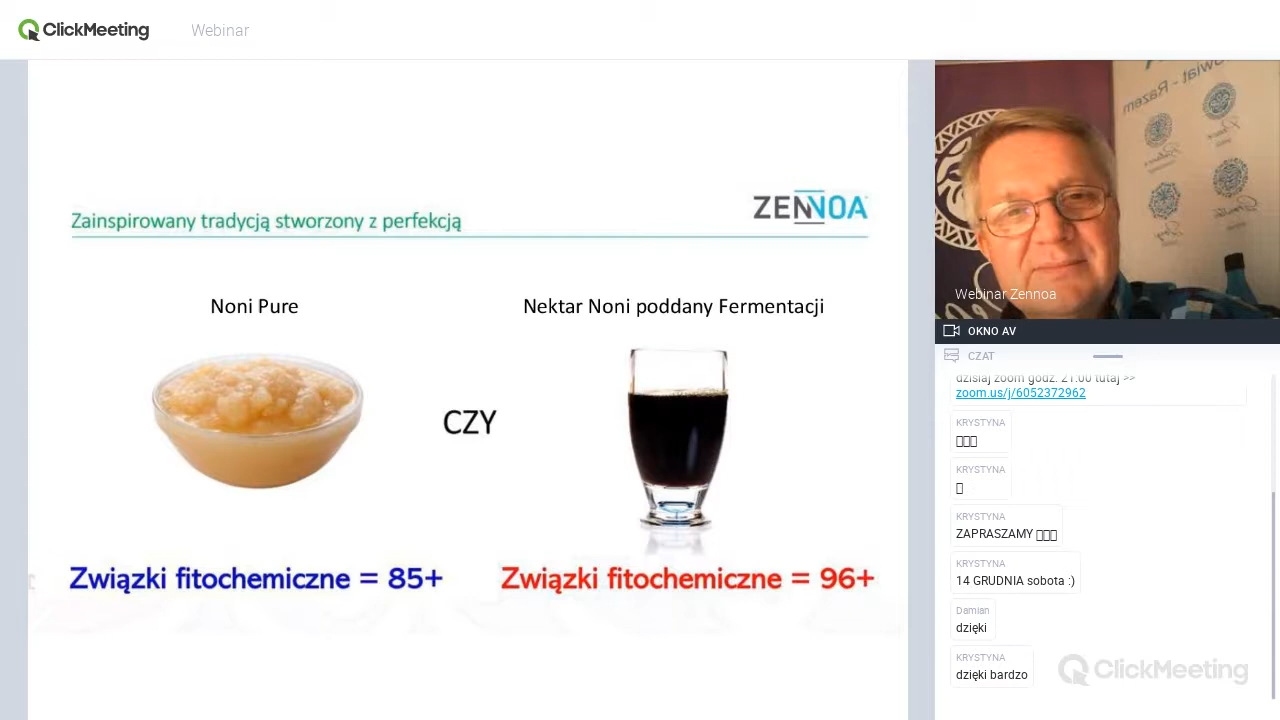 ClickMeeting
Webinar
Zainspirowany tradycją stworzony z perfekcją
ZENNOA
Noni Pure
Nektar Noni poddany Fermentacji
CZY
Związki fitochemiczne = 85+
Związki fitochemiczne = 96+
Webinar Zennoa
OKNO AV
CZAT
dzisiaj zoom godz. 21:00 tutaj >>
zoom.us/j/6052372962
KRYSTYNA
KRYSTYNA
KRYSTYNA
ZAPRASZAMY
KRYSTYNA
14 GRUDNIA sobota :)
Damian
dzięki
KRYSTYNA
dzięki bardzo
ClickMeeting